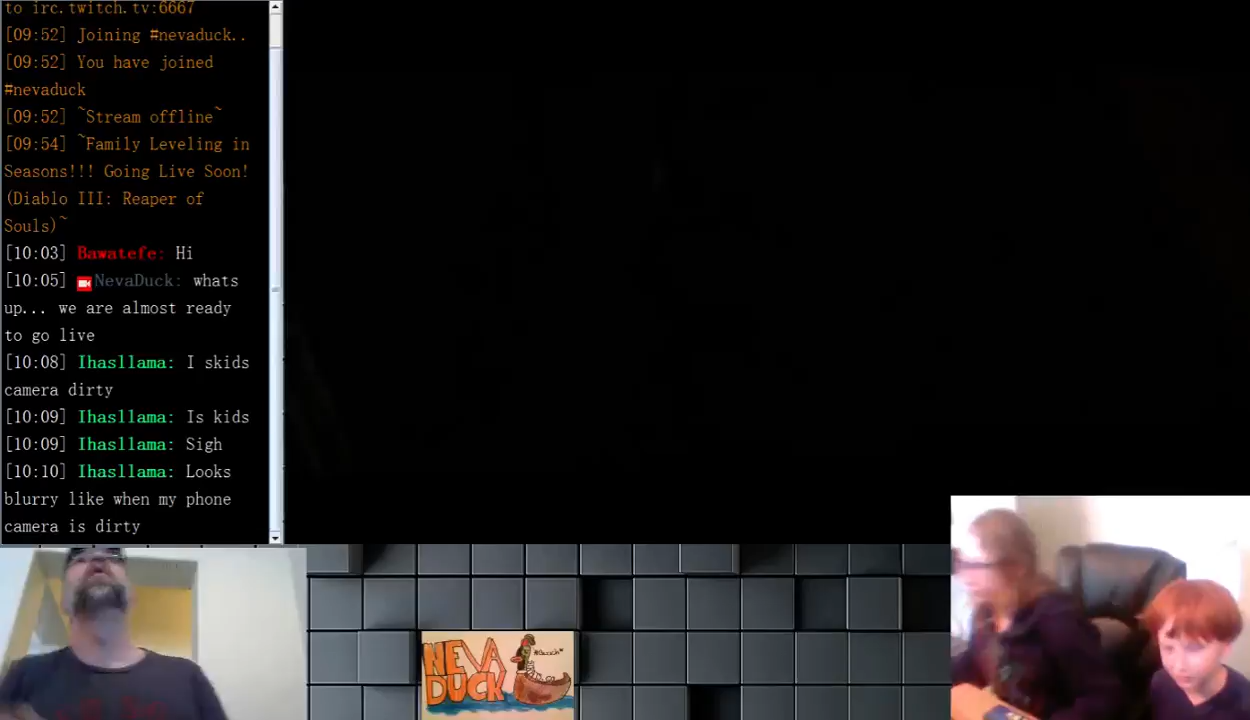 to irc.twitch.tv:6667
[09:52] Joining #nevaduck..
[09:52] You have joined
#nevaduck
[09:52] ~Stream offline~
[09:54] ~Family Leveling in
Seasons!!! Going Live Soon!
(Diablo III: Reaper of
Souls)~
[10:03] Bawatefe: Hi
[10:05] NevaDuck: whats
up... we are almost ready
to go live
[10:08] Ihasllama: I skids
camera dirty
[10:09] Ihasllama: Is kids
[10:09] Ihasllama: Sigh
[10:10] Ihasllama: Looks
blurry like when my phone
camera is dirty
NEVA
DUCK